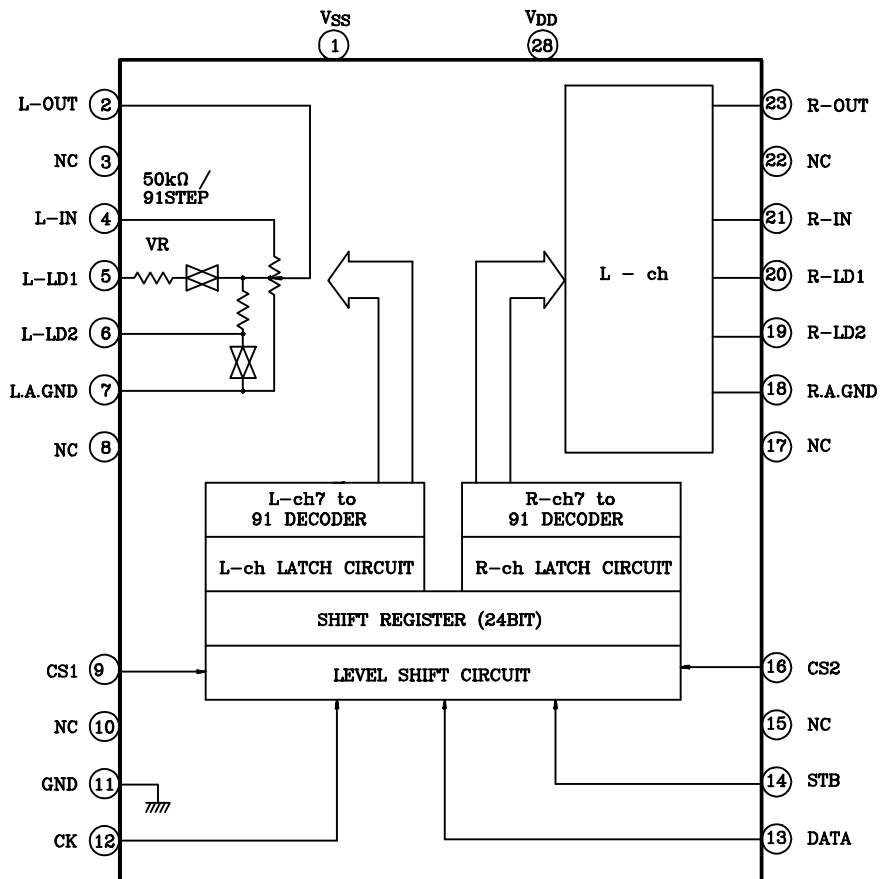 VSS
VDD
1
28
L-OUT 2
23 R-OUT
NC 3
22 NC
50kΩ /
91STEP
L-IN 4
21 R-IN
VR
L-LD1 5
L - ch
20 R-LD1
L-LD2 6
19 R-LD2
L.A.GND 7
18 R.A.GND
NC 8
17 NC
L-ch7 to
91 DECODER
R-ch7 to
91 DECODER
L-ch LATCH CIRCUIT
R-ch LATCH CIRCUIT
SHIFT REGISTER (24BIT)
CS1 9
LEVEL SHIFT CIRCUIT
16 CS2
NC 10
15 NC
GND 11
14 STB
CK 12
13 DATA